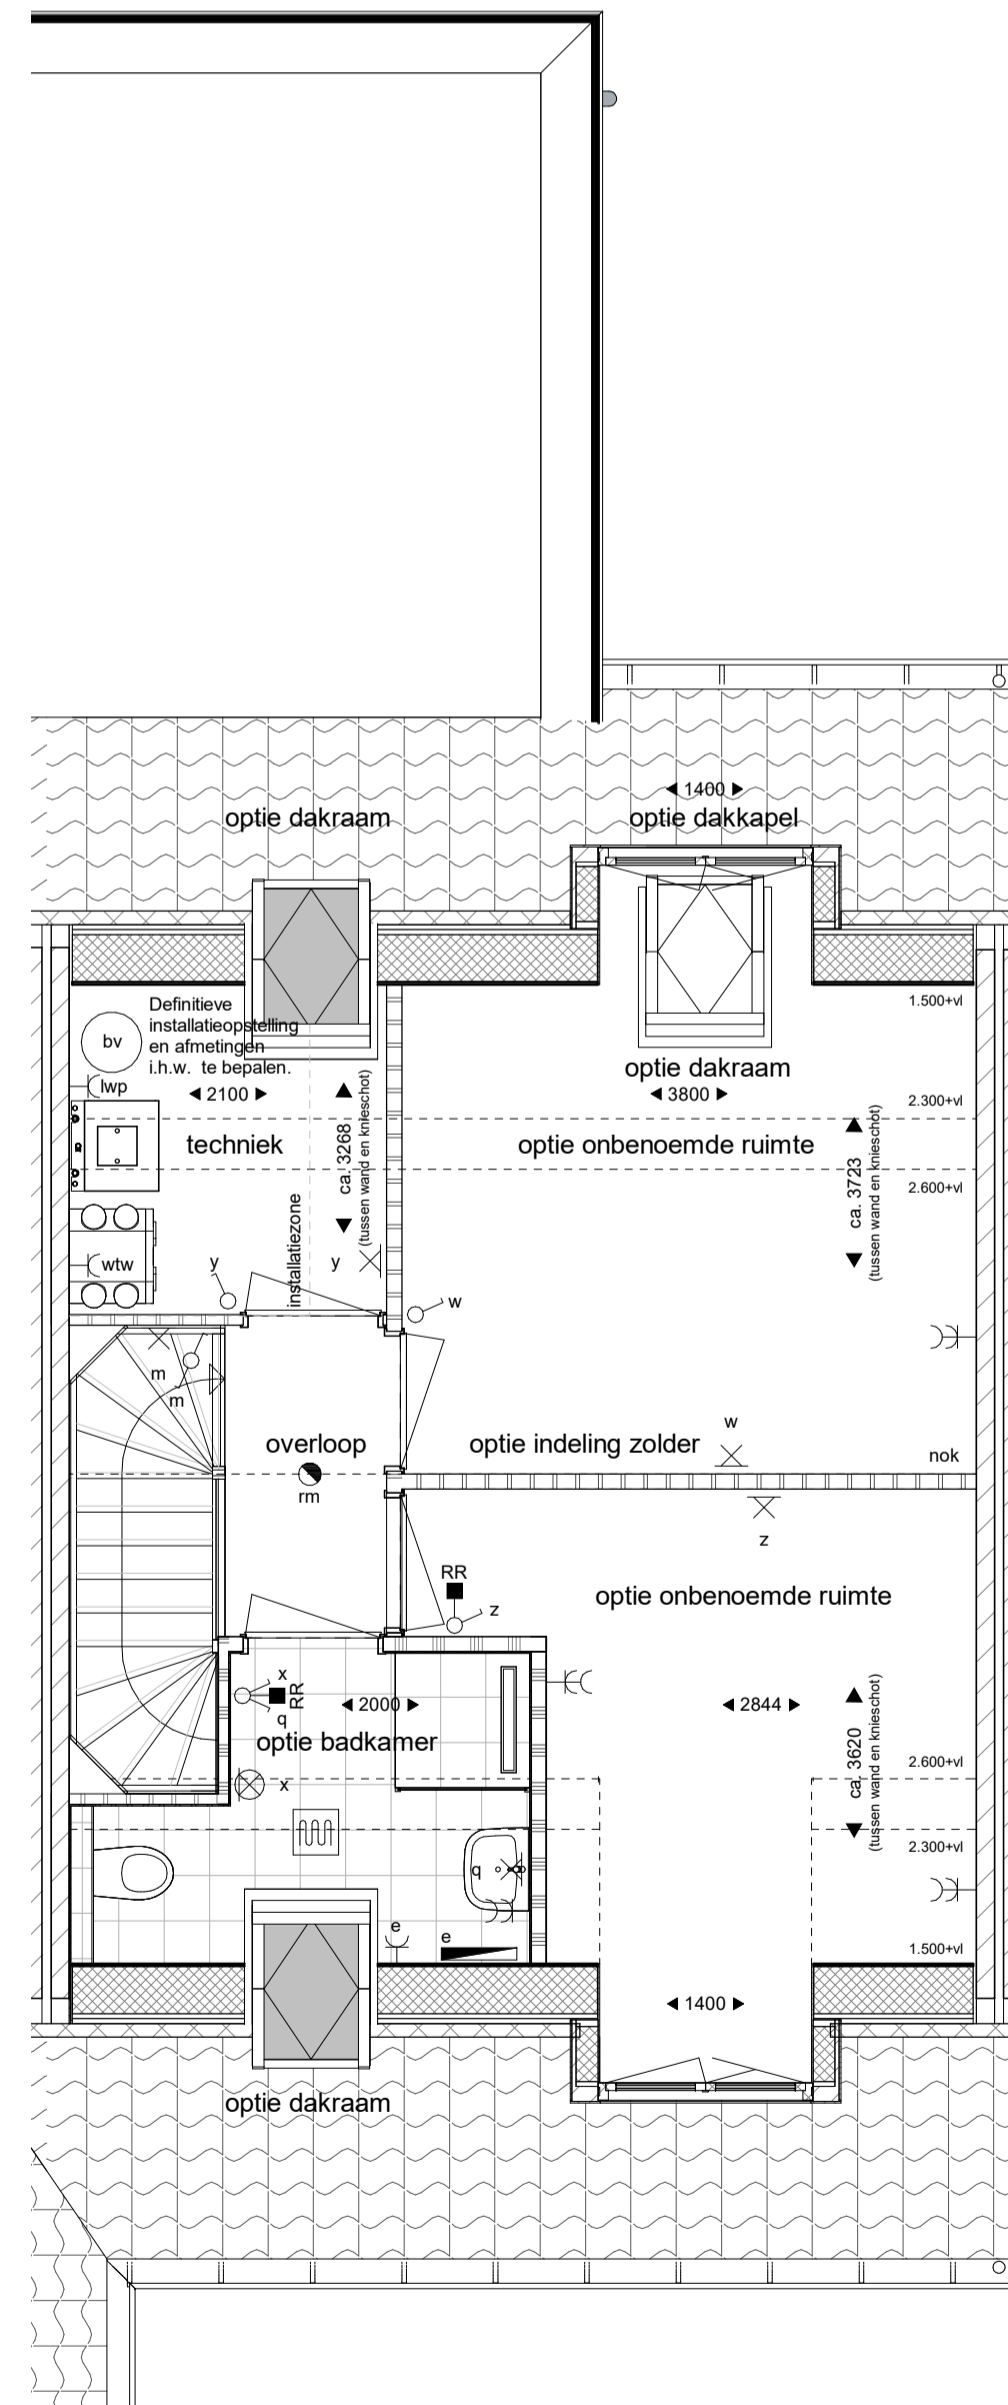 1400
optie dakraam
optie dakkapel
Definitieve
installatieopstelling
en afmetingen
i.h.w. te bepalen.
bv
1.500+vl
lwp
optie dakraam
2100
3800
2.300+vl
techniek
optie onbenoemde ruimte
ca. 3268
(tussen wand en knieschot)
ca. 3723
(tussen wand en knieschot)
2.600+vl
installatiezone
wtw
y
y
w
m
m
w
overloop
optie indeling zolder
nok
rm
z
RR
optie onbenoemde ruimte
z
x
RR
q
2000
2844
optie badkamer
ca. 3620
(tussen wand en knieschot)
2.600+vl
x
2.300+vl
q
e
e
1.500+vl
1400
optie dakraam